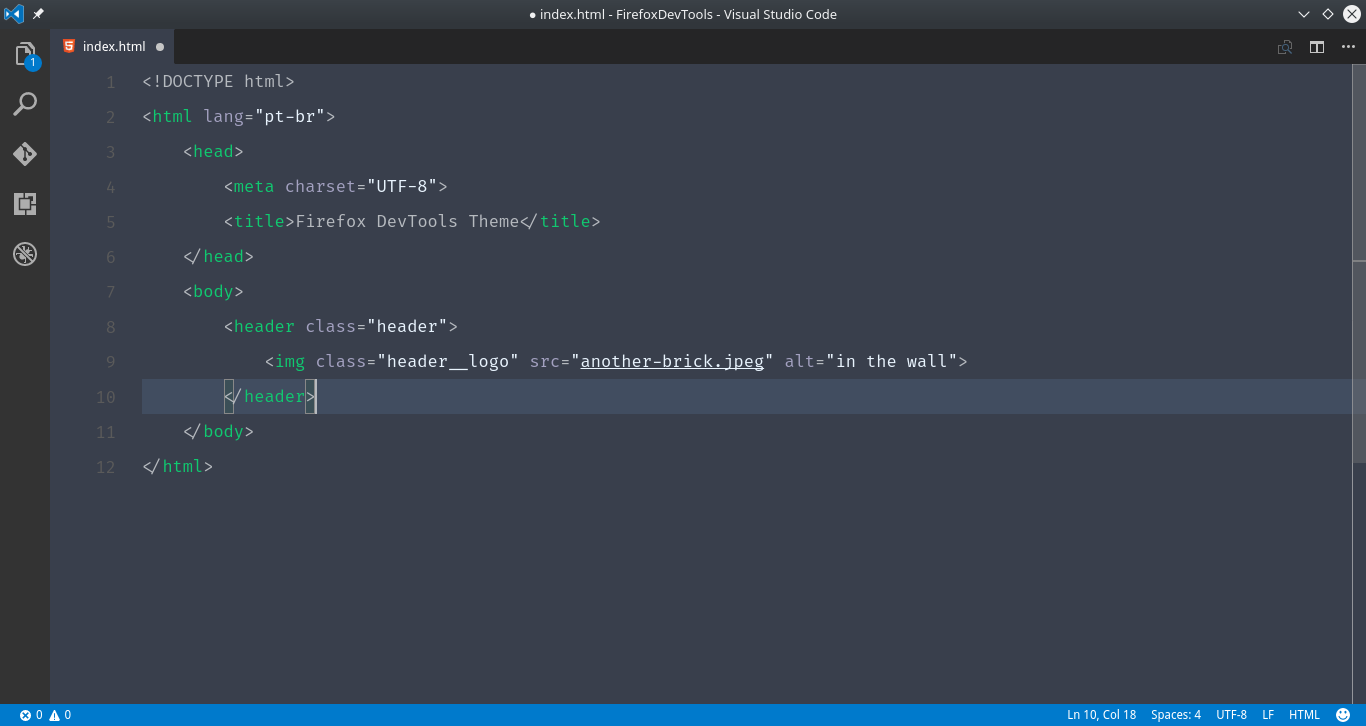 ● index.html - FirefoxDevTools - Visual Studio Code
index.html ●
1
1 <!DOCTYPE html>
2 <html lang="pt-br">
3     <head>
4         <meta charset="UTF-8">
5         <title>Firefox DevTools Theme</title>
6     </head>
7     <body>
8         <header class="header">
9             <img class="header__logo" src="another-brick.jpeg" alt="in the wall">
10         </header>
11     </body>
12 </html>
0 0 Ln 10, Col 18 Spaces: 4 UTF-8 LF HTML